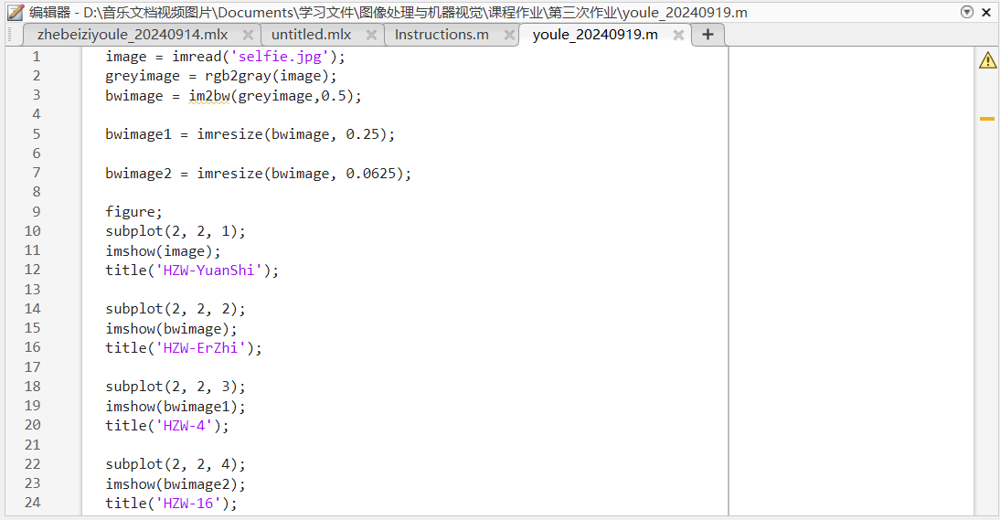 编辑器 - D:\音乐文档视频图片\Documents\学习文件\图像处理与机器视觉\课程作业\第三次作业\youle_20240919.m
zhebeiziyoule_20240914.mlx untitled.mlx Instructions.m youle_20240919.m +
1 image = imread('selfie.jpg');
2 greyimage = rgb2gray(image);
3 bwimage = im2bw(greyimage,0.5);
4
5 bwimage1 = imresize(bwimage, 0.25);
6
7 bwimage2 = imresize(bwimage, 0.0625);
8
9 figure;
10 subplot(2, 2, 1);
11 imshow(image);
12 title('HZW-YuanShi');
13
14 subplot(2, 2, 2);
15 imshow(bwimage);
16 title('HZW-ErZhi');
17
18 subplot(2, 2, 3);
19 imshow(bwimage1);
20 title('HZW-4');
21
22 subplot(2, 2, 4);
23 imshow(bwimage2);
24 title('HZW-16');